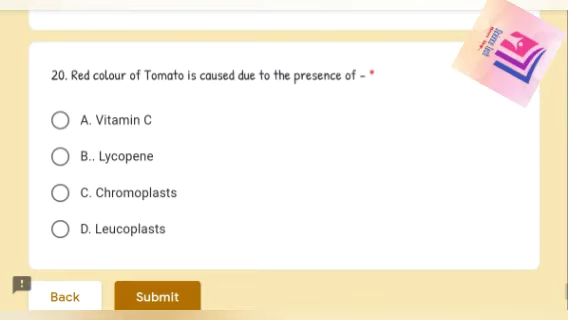 20. Red colour of Tomato is caused due to the presence of - *
A. Vitamin C
B.. Lycopene
C. Chromoplasts
D. Leucoplasts
!
Back
Submit